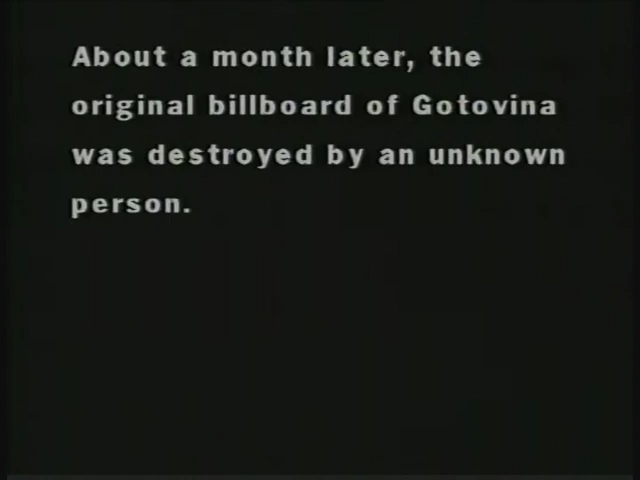 About a month later, the
original billboard of Gotovina
was destroyed by an unknown
person.